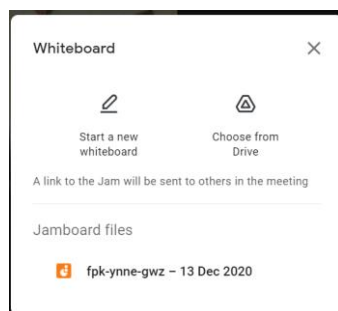 Whiteboard
Start a new
whiteboard
Choose from
Drive
A link to the Jam will be sent to others in the meeting
Jamboard files
fpk-ynne-gwz – 13 Dec 2020